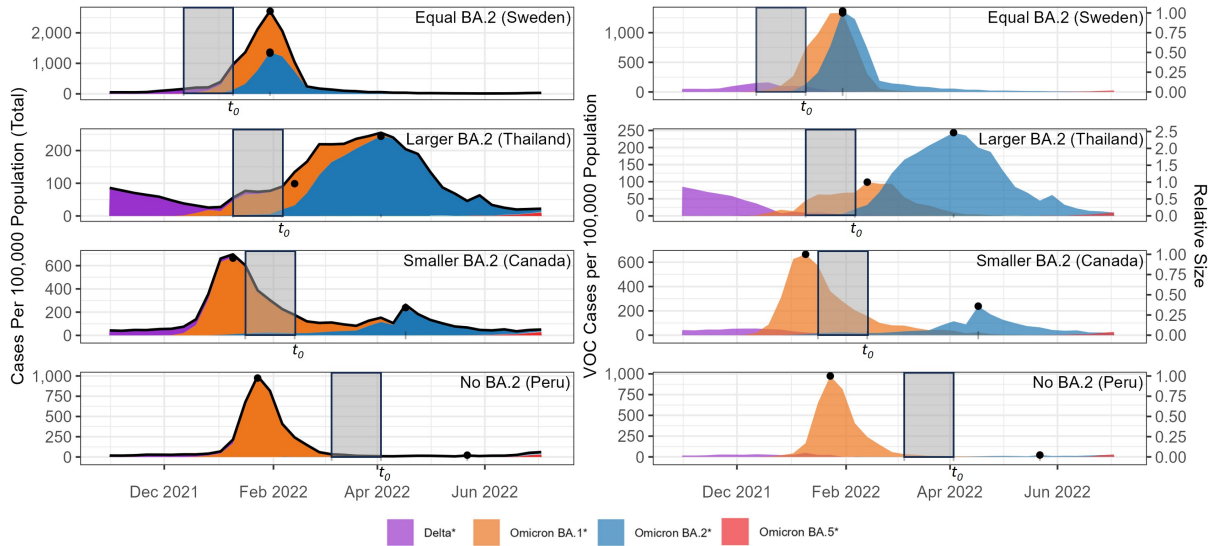 Cases Per 100,000 Population (Total)
Equal BA.2 (Sweden)
2,000
1,000
0
t0
Larger BA.2 (Thailand)
200
100
0
t0
Smaller BA.2 (Canada)
600
400
200
0
t0
No BA.2 (Peru)
1,000
750
500
250
0
t0
Dec 2021 Feb 2022 Apr 2022 Jun 2022
VOC Cases per 100,000 Population
Relative Size
Equal BA.2 (Sweden)
1000
500
0
1.00
0.75
0.50
0.25
0.00
t0
Larger BA.2 (Thailand)
250
200
150
100
50
0
2.5
2.0
1.5
1.0
0.5
0.0
t0
Smaller BA.2 (Canada)
600
400
200
0
1.00
0.75
0.50
0.25
0.00
t0
No BA.2 (Peru)
1,000
750
500
250
0
1.00
0.75
0.50
0.25
0.00
t0
Dec 2021 Feb 2022 Apr 2022 Jun 2022
Delta* Omicron BA.1* Omicron BA.2* Omicron BA.5*